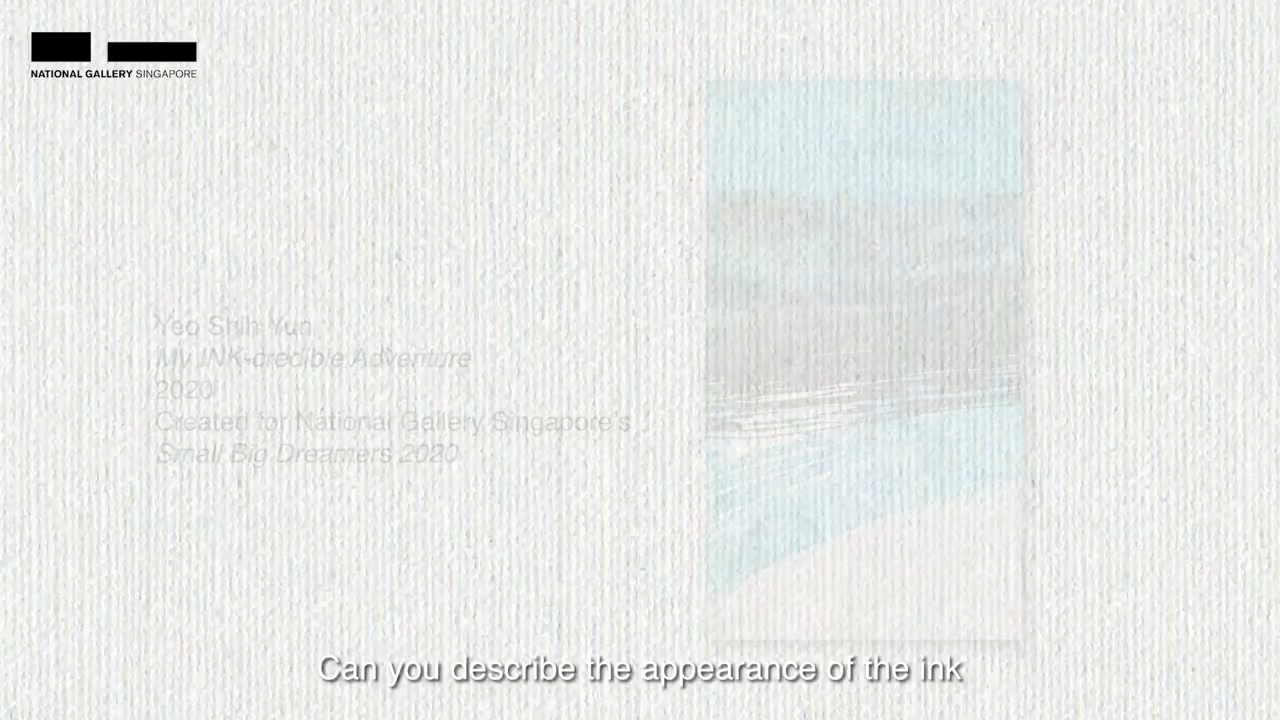 NATIONAL GALLERY SINGAPORE
Yeo Shih Yun
My INK-credible Adventure
2020
Created for National Gallery Singapore's
Small Big Dreamers 2020
Can you describe the appearance of the ink